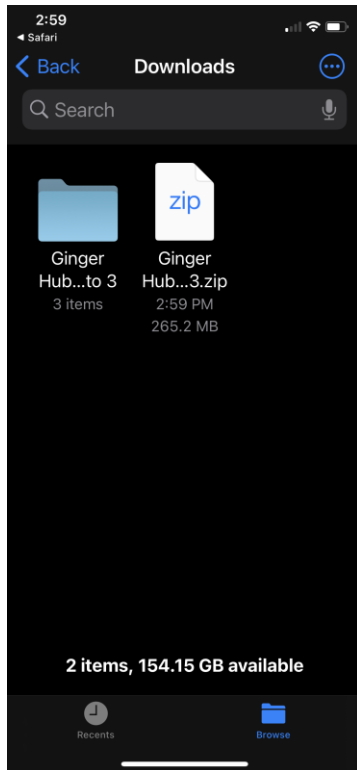 2:59
◀ Safari
Back
Downloads
Search
zip
Ginger
Hub...to 3
3 items
Ginger
Hub...3.zip
2:59 PM
265.2 MB
2 items, 154.15 GB available
Recents
Browse